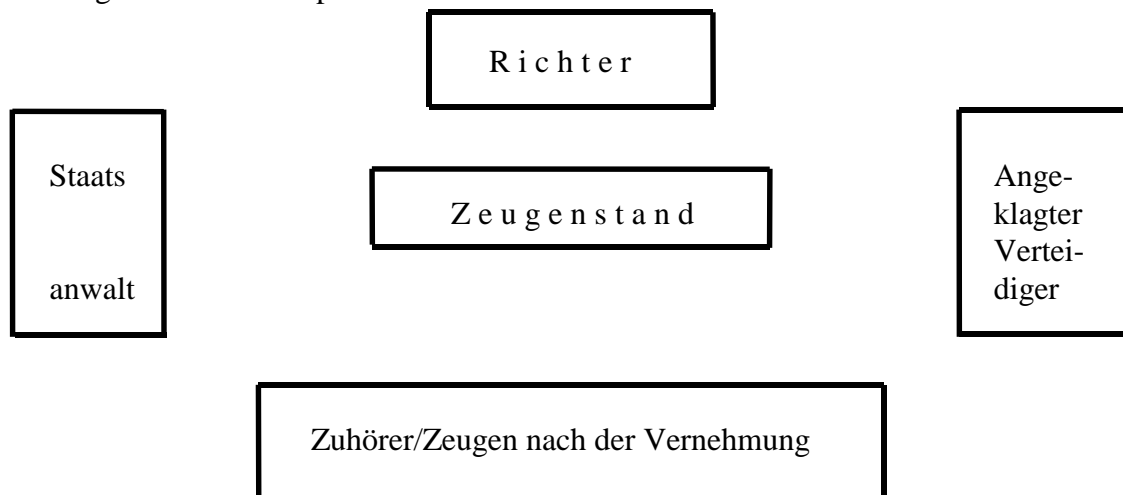 R i c h t e r
Staats
anwalt
Z e u g e n s t a n d
Ange-
klagter
Vertei-
diger
Zuhörer/Zeugen nach der Vernehmung